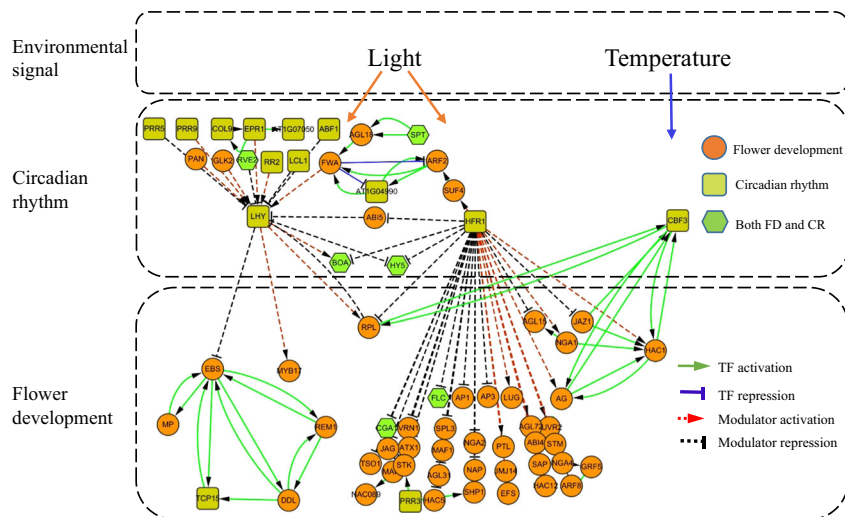 Environmental
signal
Light
Temperature
PRR5
PRR9
COL9
EPR1
AT1G07050
ABF1
PAN
GLK2
RVE2
RR2
LCL1
AGL18
SPT
FWA
ARF2
AT1G04990
SUF4
Flower development
Circadian rhythm
Both FD and CR
Circadian
rhythm
LHY
ABI5
HFR1
CBF3
BOA
HY5
RPL
AGL15
JAZ1
NGA1
HAC1
EBS
MYB17
AG
TF activation
TF repression
Modulator activation
Modulator repression
Flower
development
MP
REM1
TCP15
DDL
FLC
AP1
AP3
LUG
CGA1
VRN1
SPL3
AGL72
UVR2
JAG
ATX1
MAF1
NGA2
PTL
ABI4
STM
TSO1
STK
AGL31
NAP
JMJ14
SAP
NGA4
GRF5
NAC089
PRR3
HAC5
SHP1
EFS
HAC12
ARF8